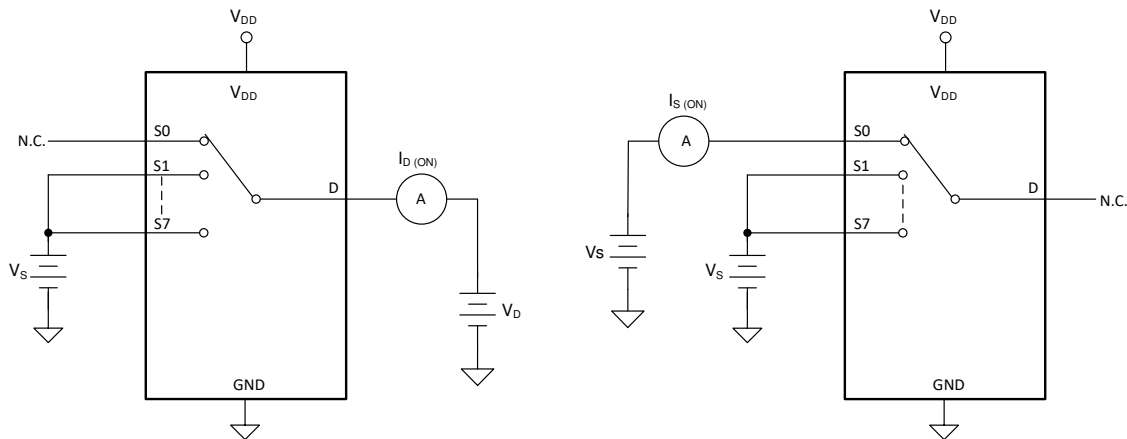 VDD
VDD
N.C.
S0
S1
S7
D
ID (ON)
A
VS
VD
GND
VDD
VDD
IS (ON)
A
S0
S1
S7
D
N.C.
VS
VS
GND